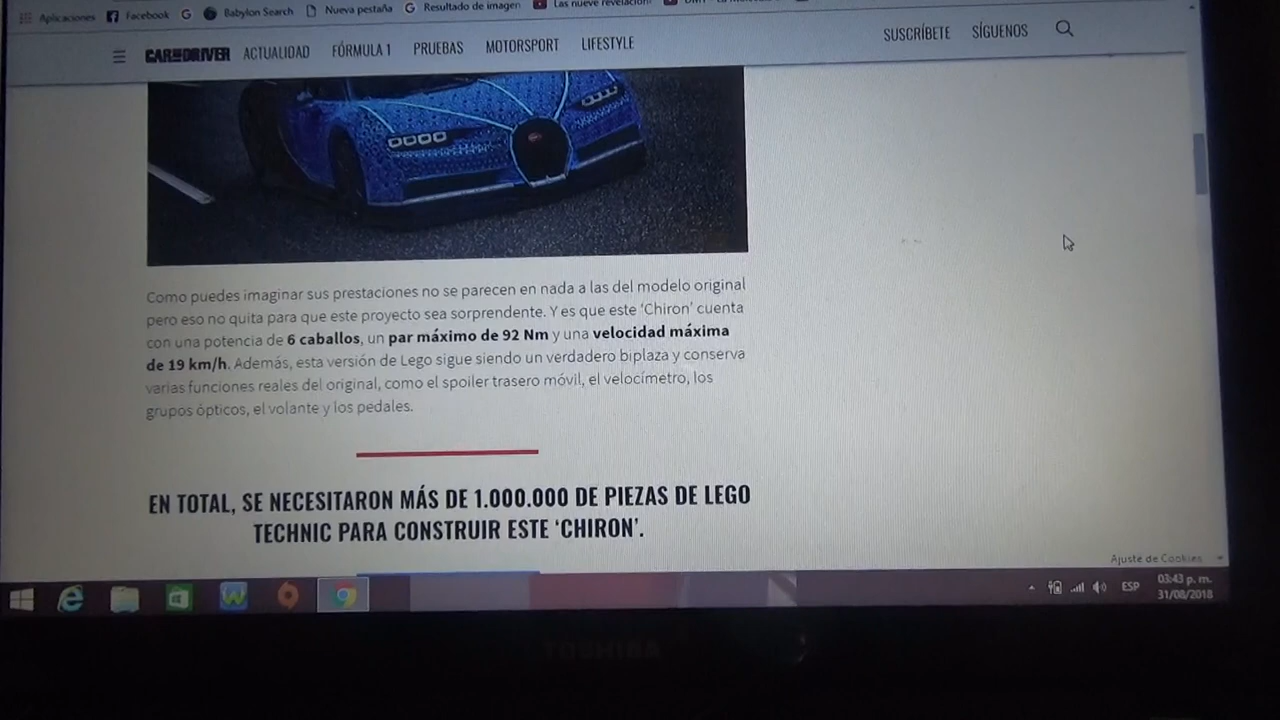 Aplicaciones Facebook Babylon Search Nueva pestaña Resultado de imagen Las nueve revelacion
CAR AND DRIVER ACTUALIDAD FÓRMULA 1 PRUEBAS MOTORSPORT LIFESTYLE SUSCRÍBETE SÍGUENOS
Como puedes imaginar sus prestaciones no se parecen en nada a las del modelo original
pero eso no quita para que este proyecto sea sorprendente. Y es que este ‘Chiron’ cuenta
con una potencia de 6 caballos, un par máximo de 92 Nm y una velocidad máxima
de 19 km/h. Además, esta versión de Lego sigue siendo un verdadero biplaza y conserva
varias funciones reales del original, como el spoiler trasero móvil, el velocímetro, los
grupos ópticos, el volante y los pedales.
EN TOTAL, SE NECESITARON MÁS DE 1.000.000 DE PIEZAS DE LEGO
TECHNIC PARA CONSTRUIR ESTE ‘CHIRON’.
Ajuste de Cookies
ESP 03:43 p. m.
31/08/2018
TOSHIBA